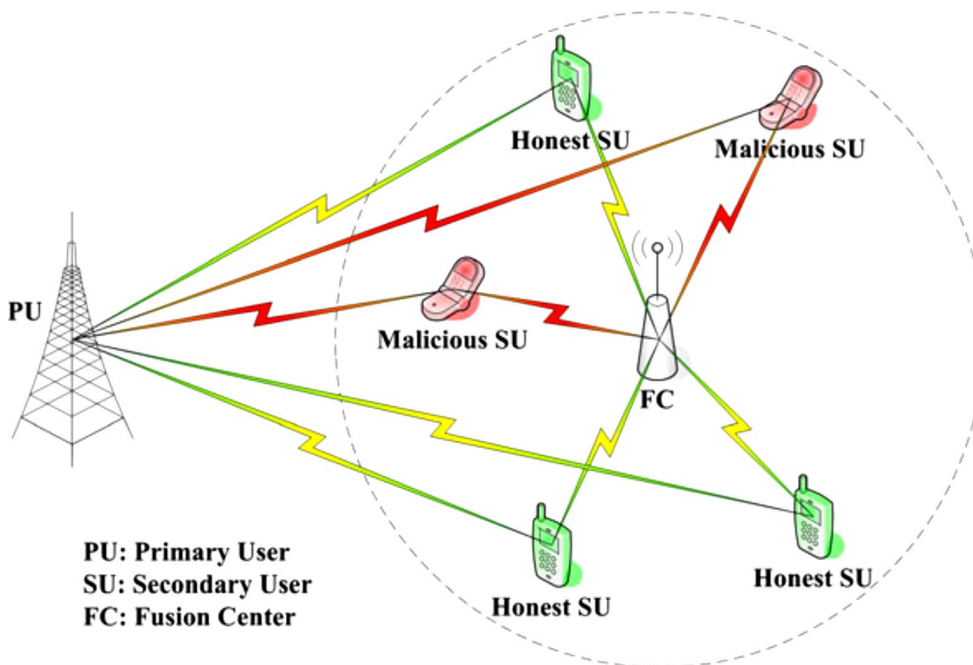 Honest SU
Malicious SU
PU
Malicious SU
FC
Honest SU
Honest SU
PU: Primary User
SU: Secondary User
FC: Fusion Center